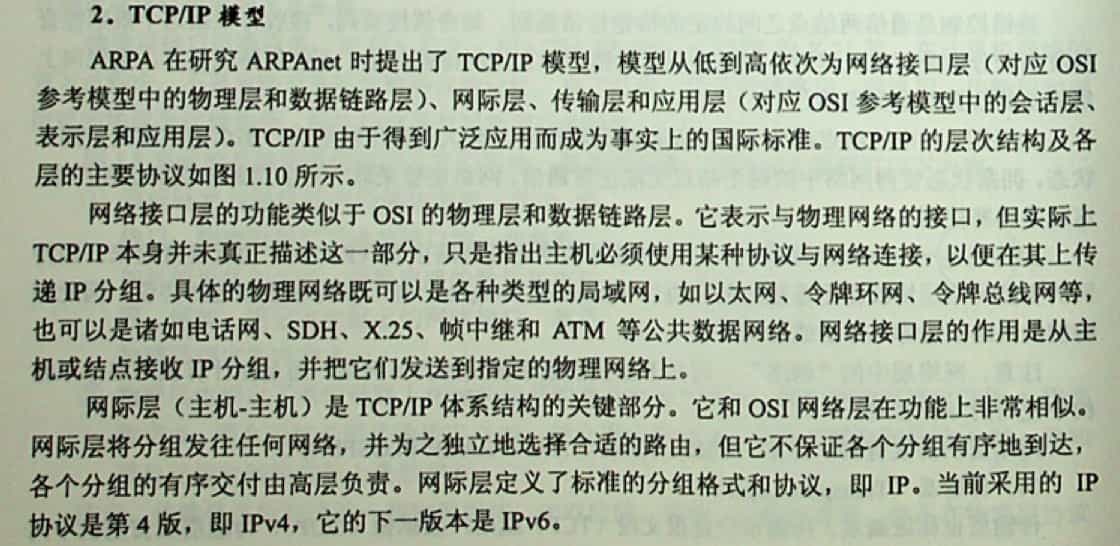 2. TCP/IP 模型
ARPA 在研究 ARPAnet 时提出了 TCP/IP 模型，模型从低到高依次为网络接口层（对应 OSI
参考模型中的物理层和数据链路层）、网际层、传输层和应用层（对应 OSI 参考模型中的会话层、
表示层和应用层）。TCP/IP 由于得到广泛应用而成为事实上的国际标准。TCP/IP 的层次结构及各
层的主要协议如图 1.10 所示。
网络接口层的功能类似于 OSI 的物理层和数据链路层。它表示与物理网络的接口，但实际上
TCP/IP 本身并未真正描述这一部分，只是指出主机必须使用某种协议与网络连接，以便在其上传
递 IP 分组。具体的物理网络既可以是各种类型的局域网，如以太网、令牌环网、令牌总线网等，
也可以是诸如电话网、SDH、X.25、帧中继和 ATM 等公共数据网络。网络接口层的作用是从主
机或结点接收 IP 分组，并把它们发送到指定的物理网络上。
网际层（主机-主机）是 TCP/IP 体系结构的关键部分。它和 OSI 网络层在功能上非常相似。
网际层将分组发往任何网络，并为之独立地选择合适的路由，但它不保证各个分组有序地到达，
各个分组的有序交付由高层负责。网际层定义了标准的分组格式和协议，即 IP。当前采用的 IP
协议是第 4 版，即 IPv4，它的下一版本是 IPv6。